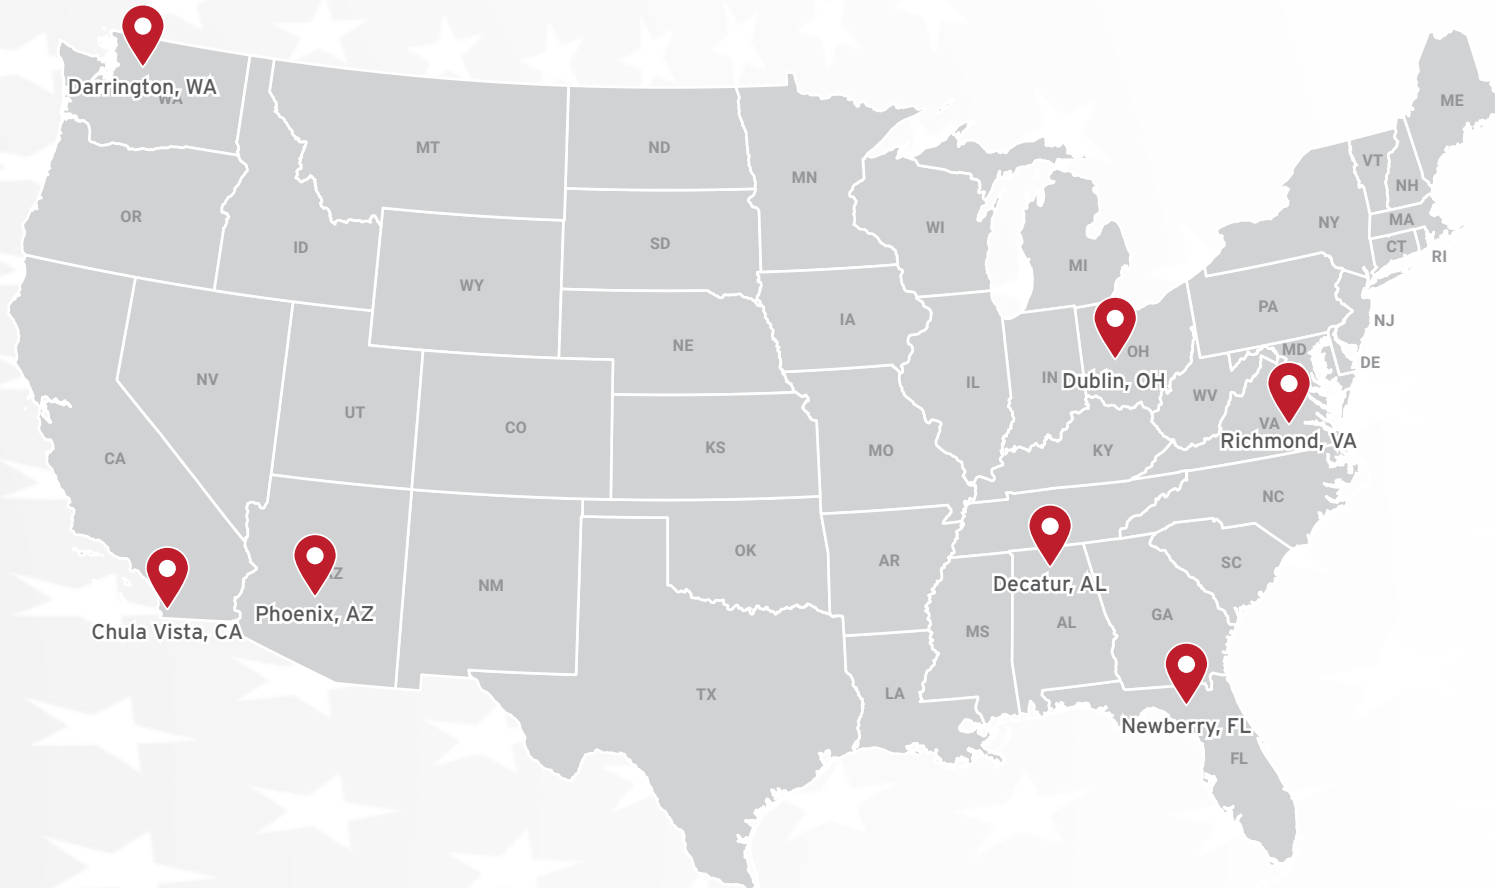 Darrington, WA
WA
ME
MT
ND
VT
MN
NH
OR
MA
NY
WI
SD
ID
CT
RI
MI
WY
PA
IA
NJ
NE
MD
OH
DE
NV
IN
Dublin, OH
IL
WV
UT
VA
CO
Richmond, VA
KS
MO
KY
CA
NC
OK
AR
SC
AZ
NM
Decatur, AL
Phoenix, AZ
GA
AL
MS
Chula Vista, CA
LA
TX
Newberry, FL
FL